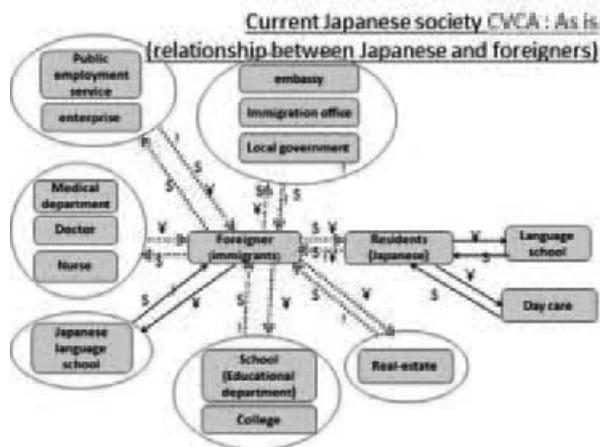 Current Japanese society CVCA : As is
(relationship between Japanese and foreigners)
Public
employment
service
enterprise
embassy
Immigration office
Local government
Medical
department
Doctor
Nurse
Foreigner
(immigrants)
Residents
(Japanese)
Language
school
Day care
Japanese
language
school
School
(Educational
department)
College
Real-estate